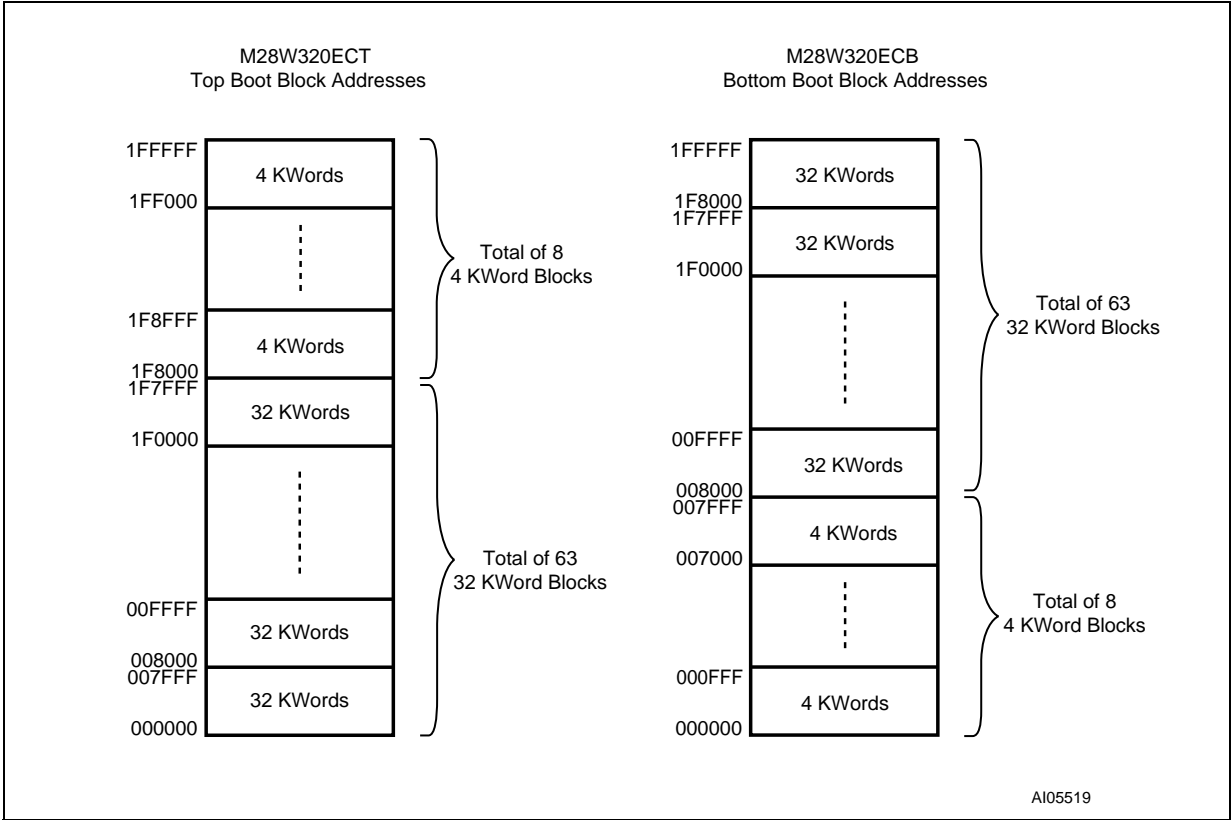 M28W320ECT
Top Boot Block Addresses
1FFFFF
4 KWords
1FF000
Total of 8
4 KWord Blocks
1F8FFF
4 KWords
1F8000
1F7FFF
32 KWords
1F0000
Total of 63
32 KWord Blocks
00FFFF
32 KWords
008000
007FFF
32 KWords
000000
M28W320ECB
Bottom Boot Block Addresses
1FFFFF
32 KWords
1F8000
1F7FFF
32 KWords
1F0000
Total of 63
32 KWord Blocks
00FFFF
32 KWords
008000
007FFF
4 KWords
007000
Total of 8
4 KWord Blocks
000FFF
4 KWords
000000
AI05519